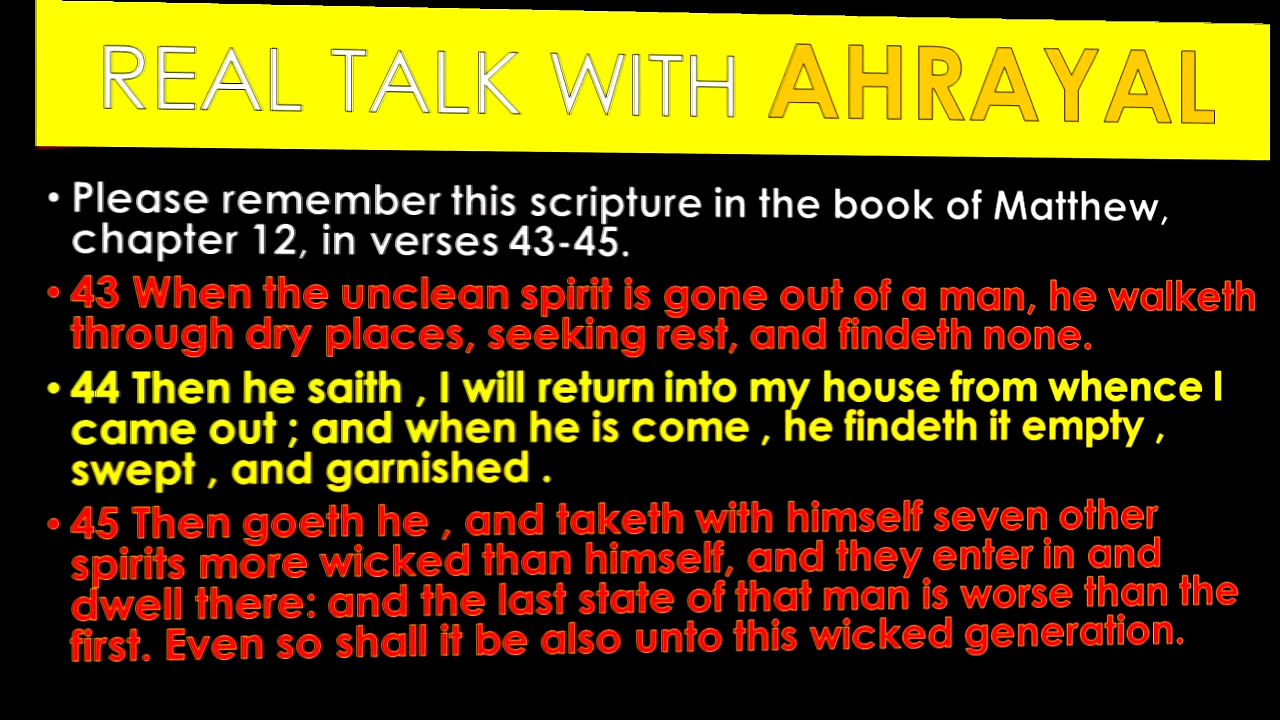 REAL TALK WITH AHRAYAL
• Please remember this scripture in the book of Matthew,
chapter 12, in verses 43-45.
• 43 When the unclean spirit is gone out of a man, he walketh
through dry places, seeking rest, and findeth none.
• 44 Then he saith , I will return into my house from whence I
came out ; and when he is come , he findeth it empty ,
swept , and garnished .
• 45 Then goeth he , and taketh with himself seven other
spirits more wicked than himself, and they enter in and
dwell there: and the last state of that man is worse than the
first. Even so shall it be also unto this wicked generation.